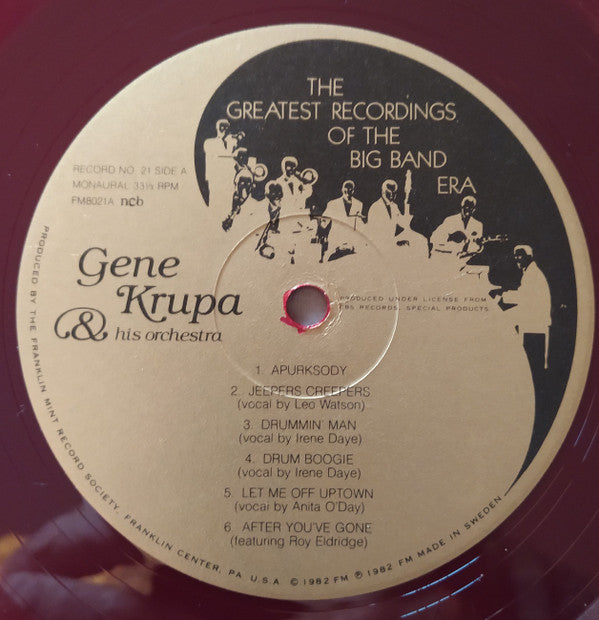 THE
GREATEST RECORDINGS
OF THE
BIG BAND
ERA
RECORD NO. 21 SIDE A
MONAURAL 33⅓ RPM
FM8021A ncb
Gene
Krupa
& his orchestra
PRODUCED UNDER LICENSE FROM
CBS RECORDS, SPECIAL PRODUCTS
1. APURKSODY
2. JEEPERS CREEPERS
(vocal by Leo Watson)
3. DRUMMIN' MAN
(vocal by Irene Daye)
4. DRUM BOOGIE
(vocal by Irene Daye)
5. LET ME OFF UPTOWN
(vocal by Anita O'Day)
6. AFTER YOU'VE GONE
(featuring Roy Eldridge)
PRODUCED BY THE FRANKLIN MINT RECORD SOCIETY, FRANKLIN CENTER, PA U.S.A. © 1982 FM ℗ 1982 FM MADE IN SWEDEN